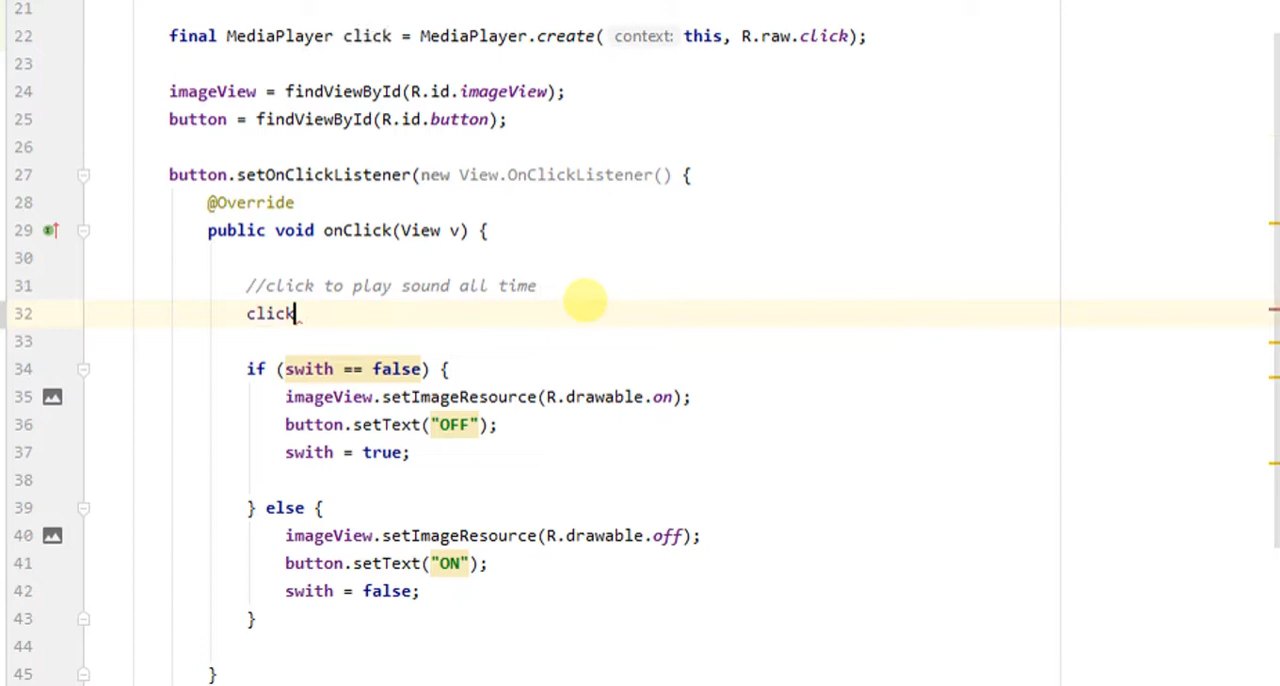 21
22 final MediaPlayer click = MediaPlayer.create( context: this, R.raw.click);
23
24 imageView = findViewById(R.id.imageView);
25 button = findViewById(R.id.button);
26
27 button.setOnClickListener(new View.OnClickListener() {
28 @Override
29 public void onClick(View v) {
30
31 //click to play sound all time
32 click
33
34 if (swith == false) {
35 imageView.setImageResource(R.drawable.on);
36 button.setText("OFF");
37 swith = true;
38
39 } else {
40 imageView.setImageResource(R.drawable.off);
41 button.setText("ON");
42 swith = false;
43 }
44
45 }